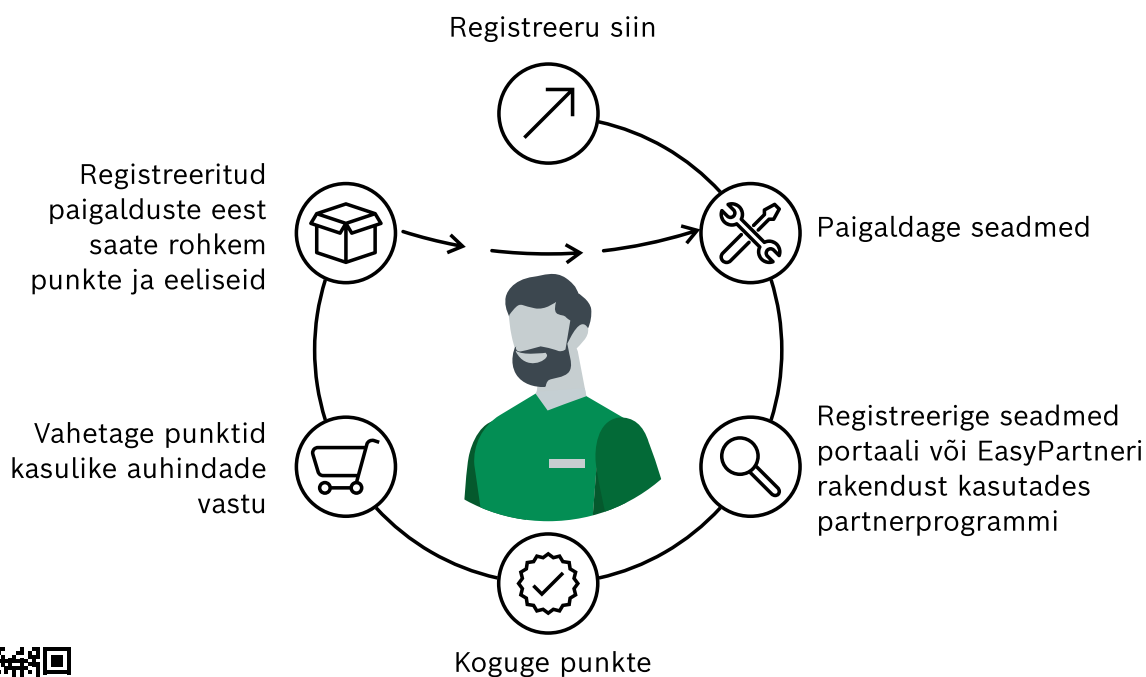 Registreeru siin
Paigaldage seadmed
Registreerige seadmed
portaali või EasyPartneri
rakendust kasutades
partnerprogrammi
Koguge punkte
Vahetage punktid
kasulike auhindade
vastu
Registreeritud
paigalduste eest
saate rohkem
punkte ja eeliseid